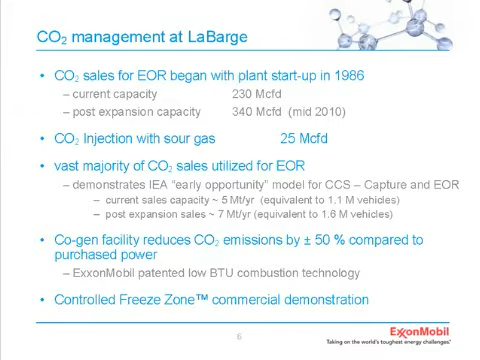 CO₂ management at LaBarge
• CO₂ sales for EOR began with plant start-up in 1986
– current capacity 230 Mcfd
– post expansion capacity 340 Mcfd (mid 2010)
• CO₂ Injection with sour gas 25 Mcfd
• vast majority of CO₂ sales utilized for EOR
– demonstrates IEA “early opportunity” model for CCS – Capture and EOR
◦ current sales capacity ~ 5 Mt/yr (equivalent to 1.1 M vehicles)
◦ post expansion sales ~ 7 Mt/yr (equivalent to 1.6 M vehicles)
• Co-gen facility reduces CO₂ emissions by ± 50 % compared to
purchased power
– ExxonMobil patented low BTU combustion technology
• Controlled Freeze Zone™ commercial demonstration
ExxonMobil
Taking on the world's toughest energy challenges.
6